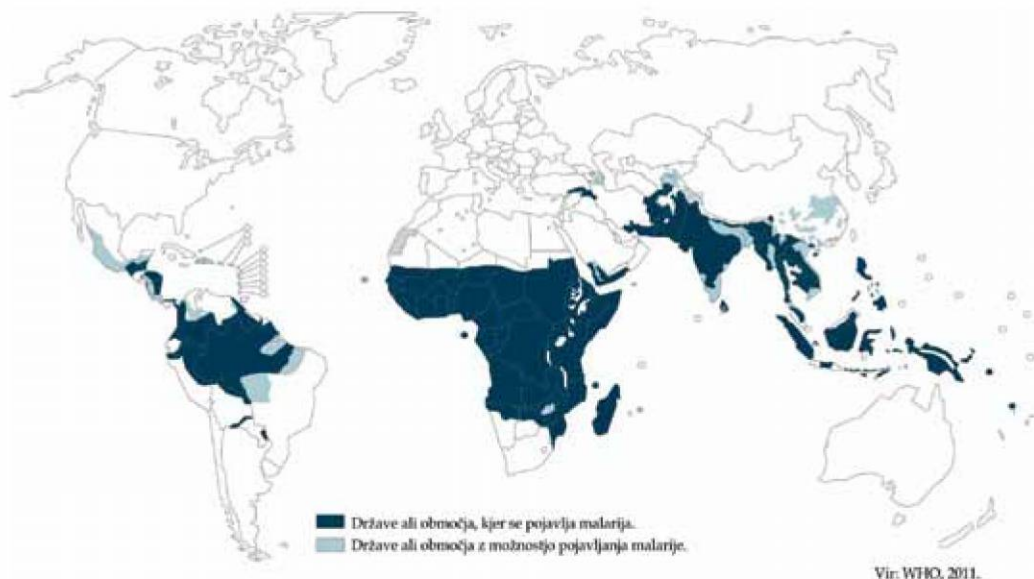 Države ali območja, kjer se pojavlja malarija.
Države ali območja z možnostjo pojavljanja malarije.
Vir: WHO, 2011.